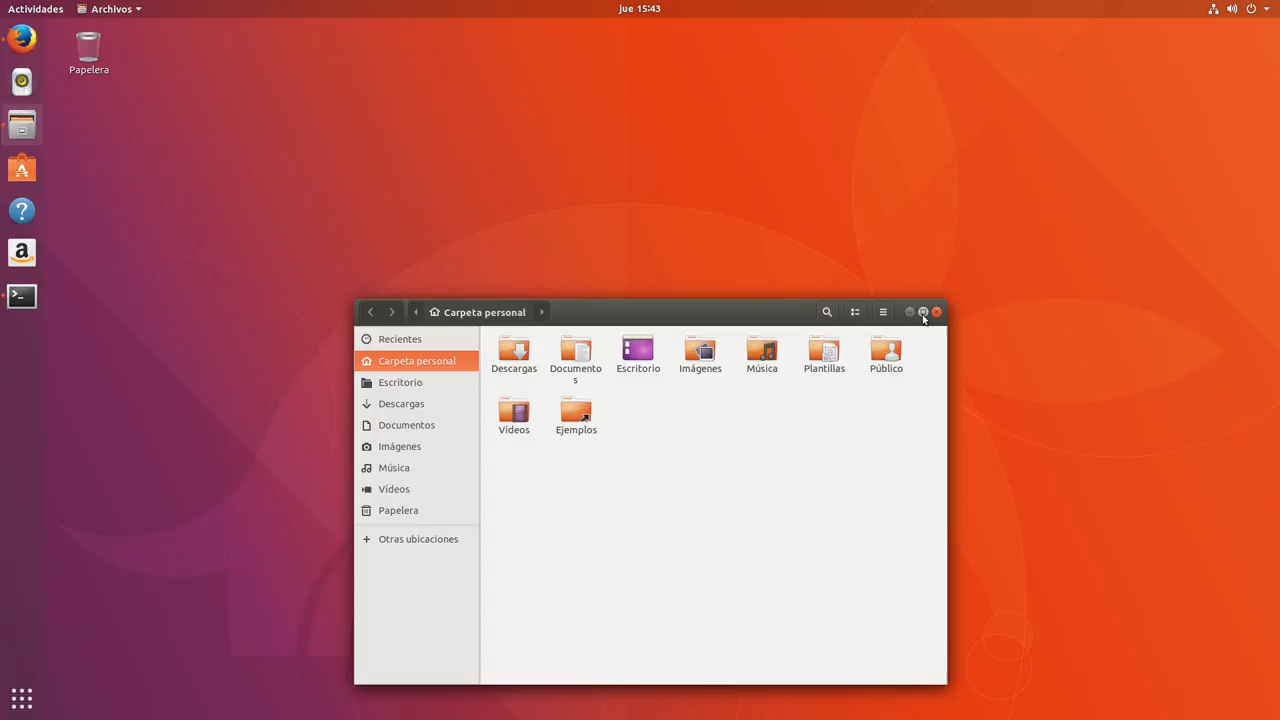 Actividades
Archivos
jue 15:43
Papelera
Carpeta personal
Recientes
Carpeta personal
Escritorio
Descargas
Documentos
Imágenes
Música
Vídeos
Papelera
Otras ubicaciones
Descargas
Documento
s
Escritorio
Imágenes
Música
Plantillas
Público
Vídeos
Ejemplos